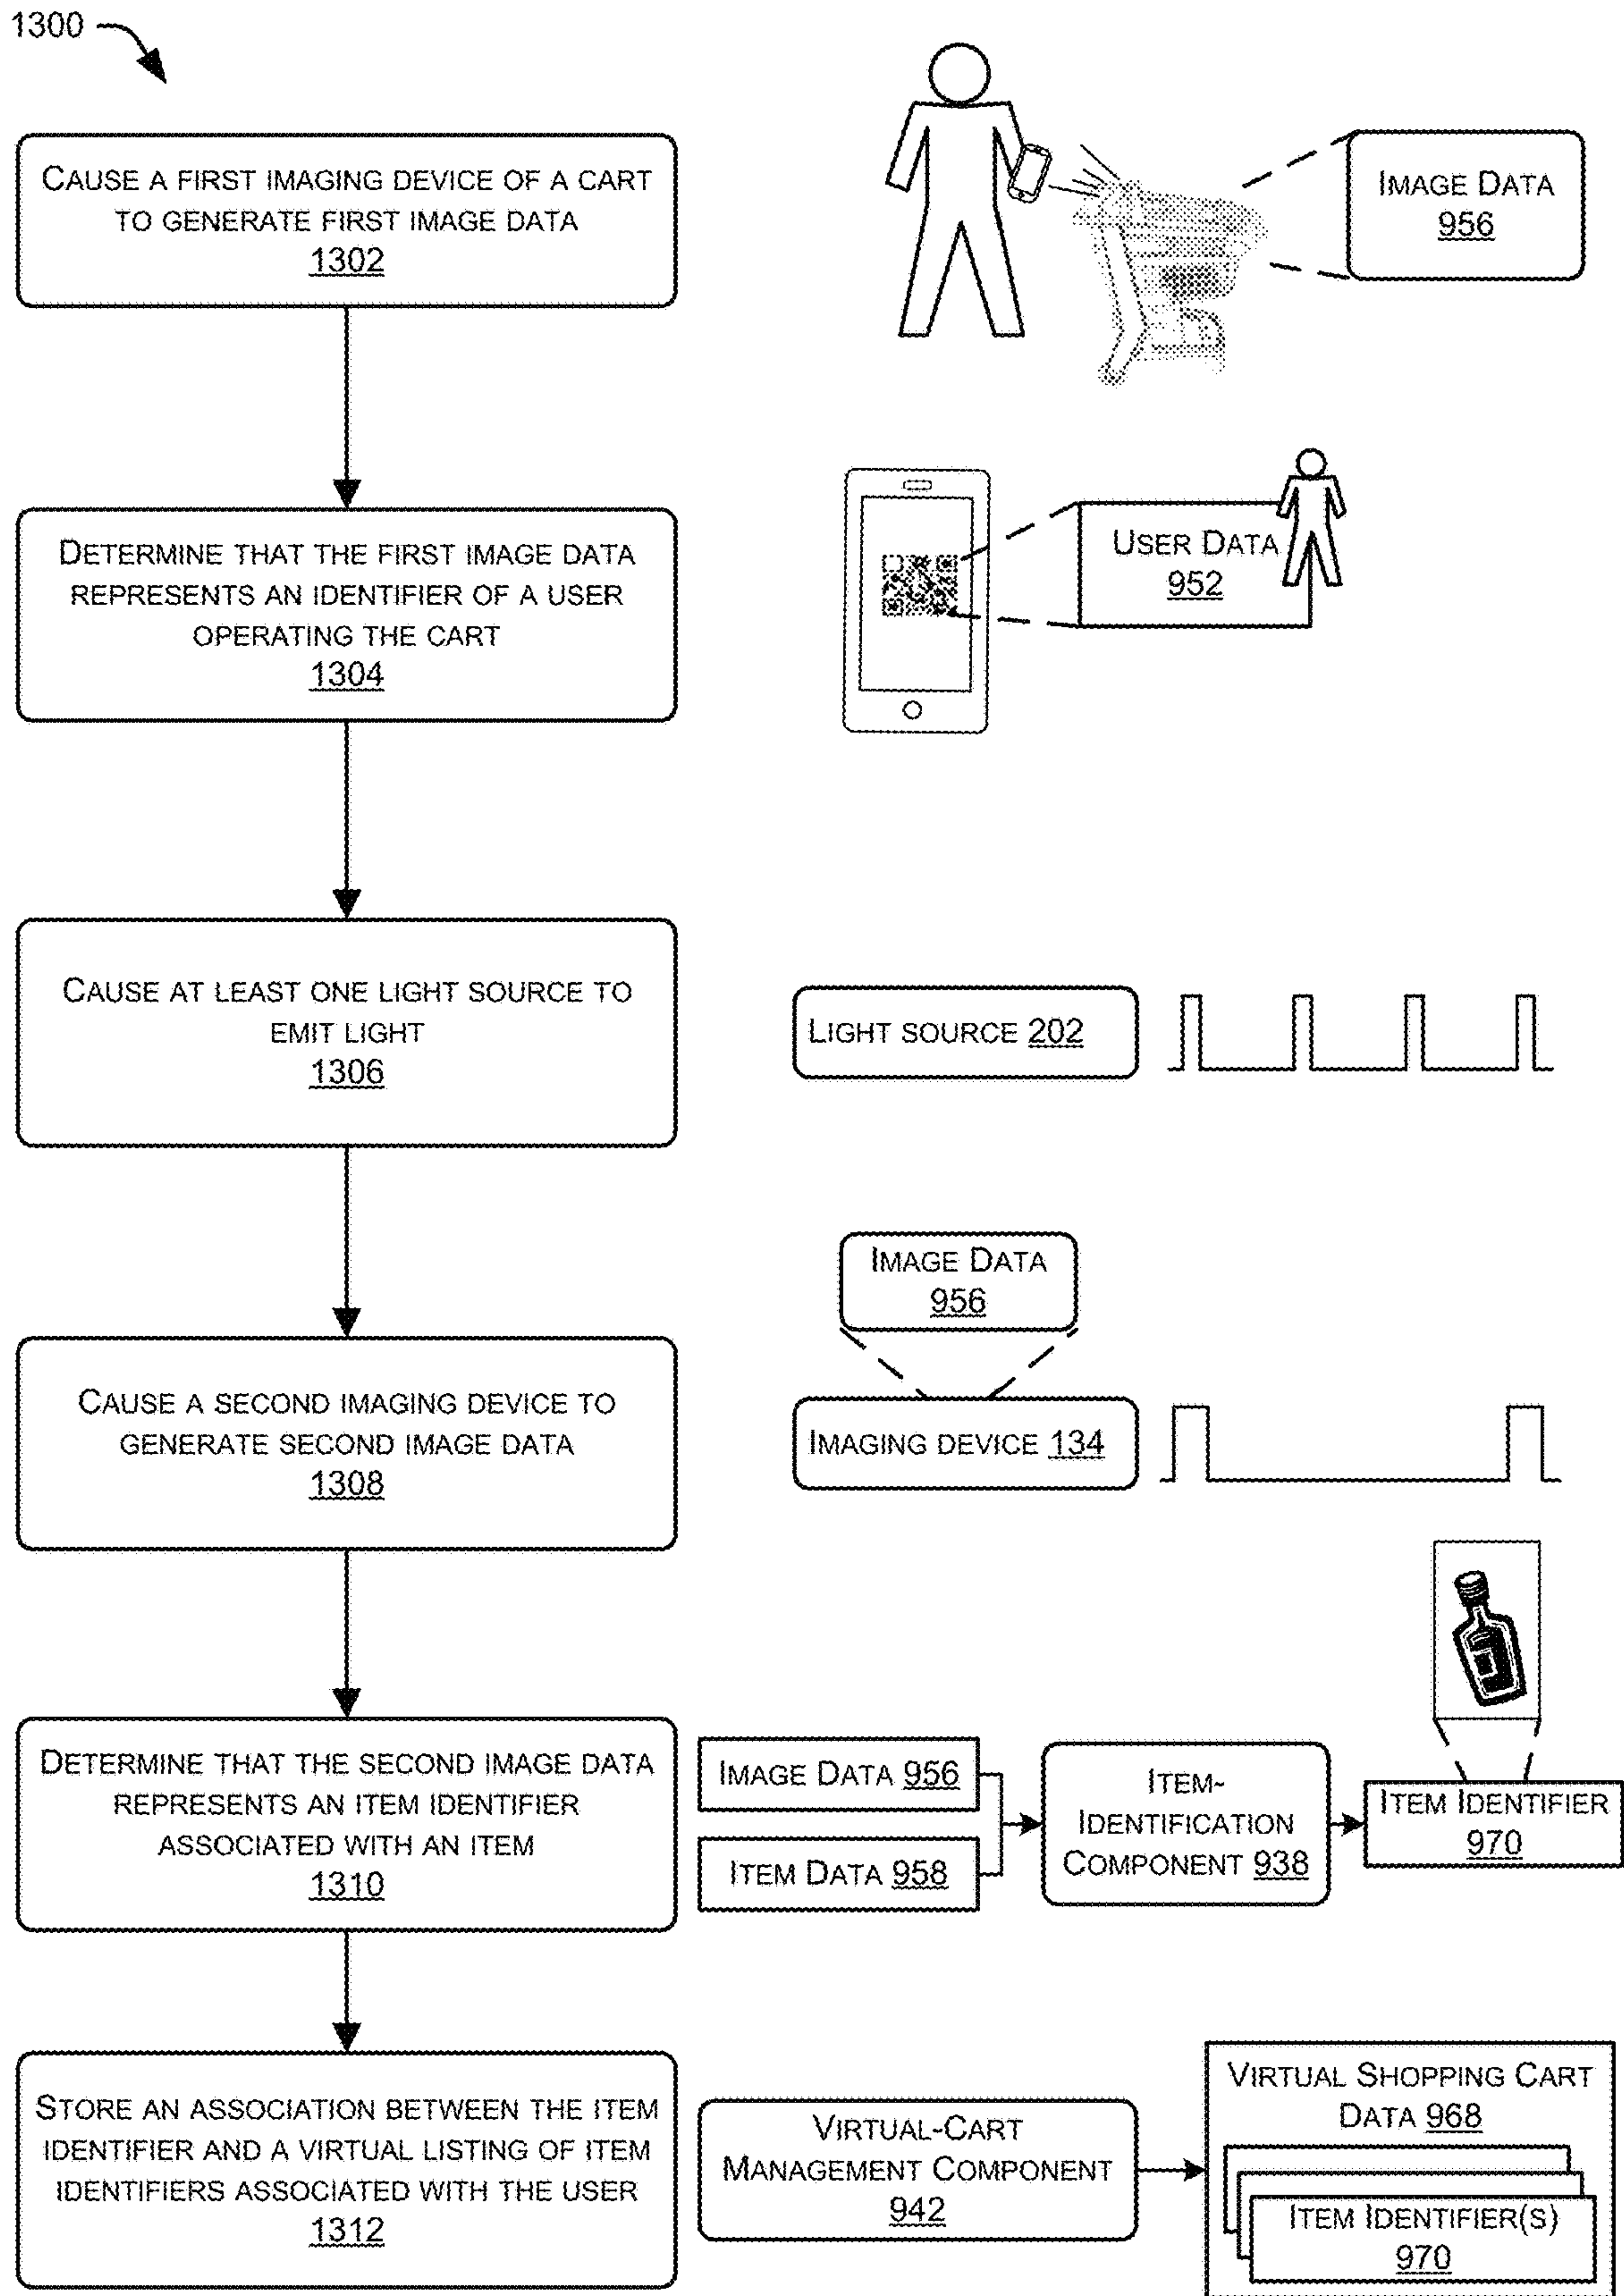 1300
CAUSE A FIRST IMAGING DEVICE OF A CART
TO GENERATE FIRST IMAGE DATA
1302
IMAGE DATA
956
DETERMINE THAT THE FIRST IMAGE DATA
REPRESENTS AN IDENTIFIER OF A USER
OPERATING THE CART
1304
USER DATA
952
CAUSE AT LEAST ONE LIGHT SOURCE TO
EMIT LIGHT
1306
LIGHT SOURCE 202
CAUSE A SECOND IMAGING DEVICE TO
GENERATE SECOND IMAGE DATA
1308
IMAGE DATA
956
IMAGING DEVICE 134
DETERMINE THAT THE SECOND IMAGE DATA
REPRESENTS AN ITEM IDENTIFIER
ASSOCIATED WITH AN ITEM
1310
IMAGE DATA 956
ITEM DATA 958
ITEM-
IDENTIFICATION
COMPONENT 938
ITEM IDENTIFIER
970
STORE AN ASSOCIATION BETWEEN THE ITEM
IDENTIFIER AND A VIRTUAL LISTING OF ITEM
IDENTIFIERS ASSOCIATED WITH THE USER
1312
VIRTUAL-CART
MANAGEMENT COMPONENT
942
VIRTUAL SHOPPING CART
DATA 968
ITEM IDENTIFIER(S)
970